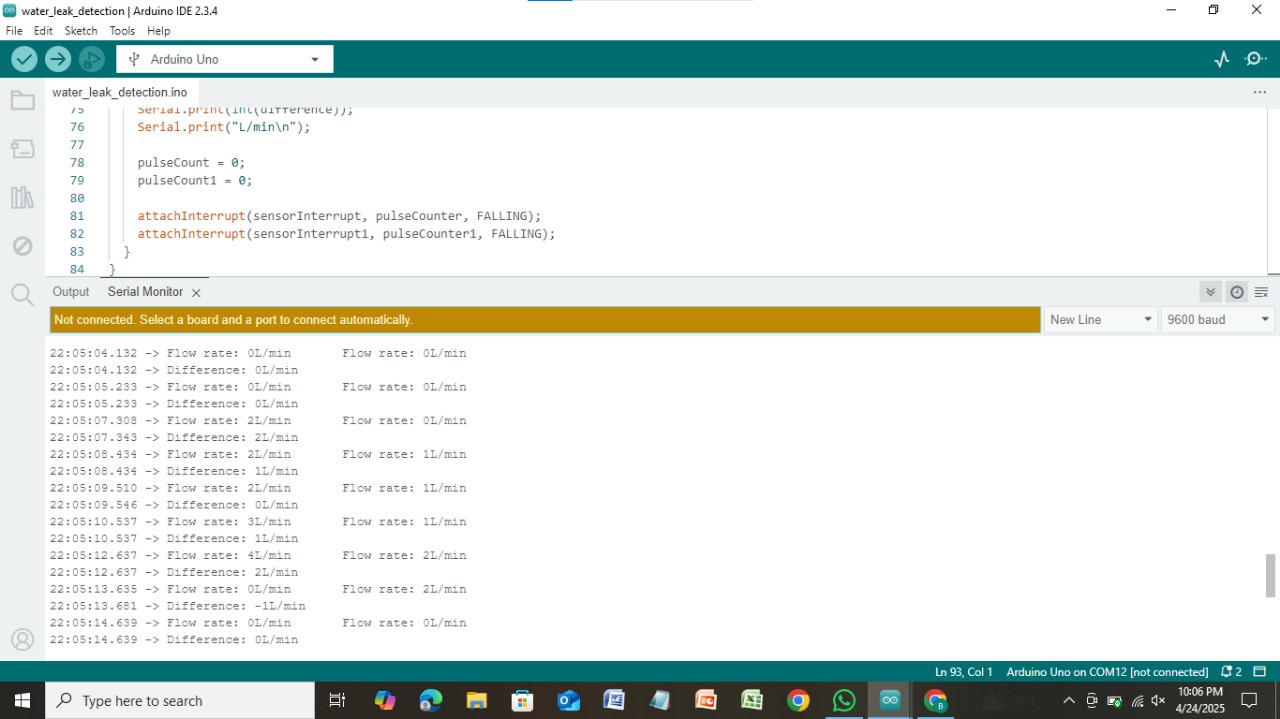 water_leak_detection | Arduino IDE 2.3.4
File Edit Sketch Tools Help
Arduino Uno
water_leak_detection.ino
75 Serial.print(int(difference));
76 Serial.print("L/min\n");
77
78 pulseCount = 0;
79 pulseCount1 = 0;
80
81 attachInterrupt(sensorInterrupt, pulseCounter, FALLING);
82 attachInterrupt(sensorInterrupt1, pulseCounter1, FALLING);
83 }
84 }
Output Serial Monitor
Not connected. Select a board and a port to connect automatically. New Line 9600 baud
22:05:04.132 -> Flow rate: 0L/min Flow rate: 0L/min
22:05:04.132 -> Difference: 0L/min
22:05:05.233 -> Flow rate: 0L/min Flow rate: 0L/min
22:05:05.233 -> Difference: 0L/min
22:05:07.308 -> Flow rate: 2L/min Flow rate: 0L/min
22:05:07.343 -> Difference: 2L/min
22:05:08.434 -> Flow rate: 2L/min Flow rate: 1L/min
22:05:08.434 -> Difference: 1L/min
22:05:09.510 -> Flow rate: 2L/min Flow rate: 1L/min
22:05:09.546 -> Difference: 0L/min
22:05:10.537 -> Flow rate: 3L/min Flow rate: 1L/min
22:05:10.537 -> Difference: 1L/min
22:05:12.637 -> Flow rate: 4L/min Flow rate: 2L/min
22:05:12.637 -> Difference: 2L/min
22:05:13.635 -> Flow rate: 0L/min Flow rate: 2L/min
22:05:13.681 -> Difference: -1L/min
22:05:14.639 -> Flow rate: 0L/min Flow rate: 0L/min
22:05:14.639 -> Difference: 0L/min
Ln 93, Col 1 Arduino Uno on COM12 [not connected] 2
Type here to search
28°C
10:06 PM
4/24/2025